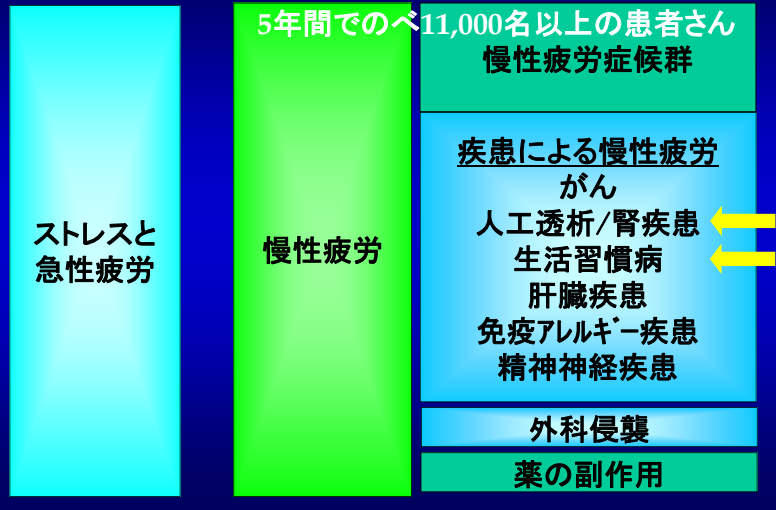 5年間でのべ11,000名以上の患者さん
慢性疲労症候群
ストレスと
急性疲労
慢性疲労
疾患による慢性疲労
がん
人工透析/腎疾患
生活習慣病
肝臓疾患
免疫ｱﾚﾙｷﾞｰ疾患
精神神経疾患
外科侵襲
薬の副作用